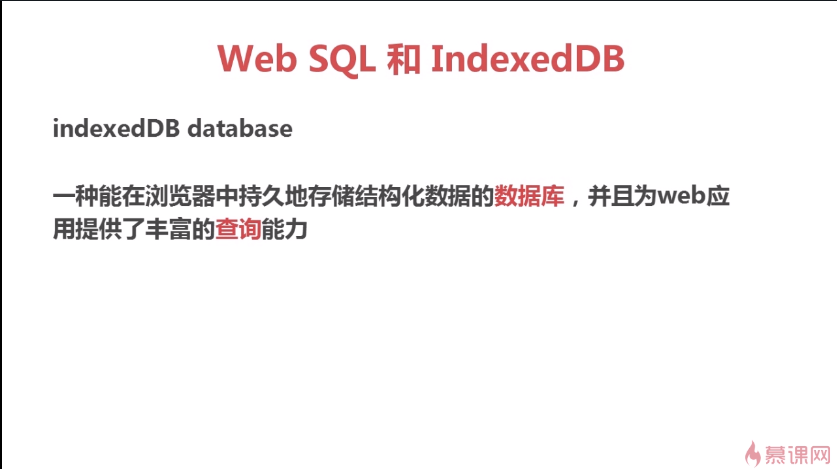 Web SQL 和 IndexedDB
indexedDB database
一种能在浏览器中持久地存储结构化数据的数据库，并且为web应
用提供了丰富的查询能力
慕课网